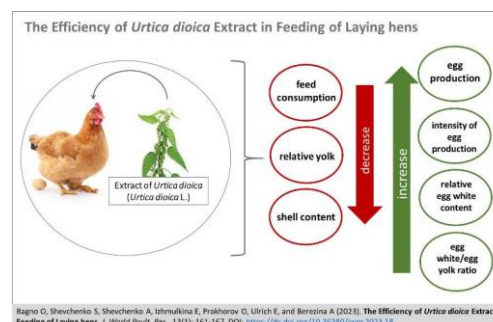 The Efficiency of Urtica dioica Extract in Feeding of Laying hens
Extract of Urtica dioica
(Urtica dioica L.)
feed
consumption
relative yolk
shell content
decrease
increase
egg
production
intensity of
egg
production
relative
egg white
content
egg
white/egg
yolk ratio
Bagno O, Shevchenko S, Shevchenko A, Izhmulkina E, Prokhorov O, Ulrich E, and Berezina A (2023). The Efficiency of Urtica dioica Extract
Feeding of Laying hens. J. World Poult. Res., 13(1): 161-167. DOI: